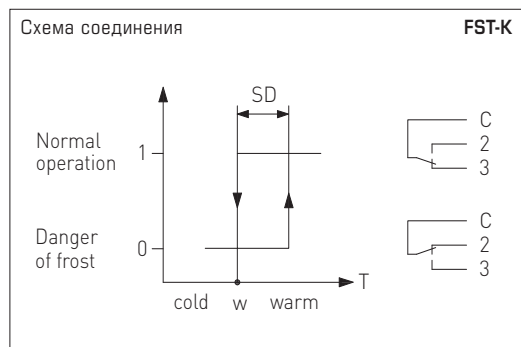 Схема соединения FST-K
SD
C
Normal
operation
1
2
3
Danger
of frost
0
C
2
3
T
cold w warm